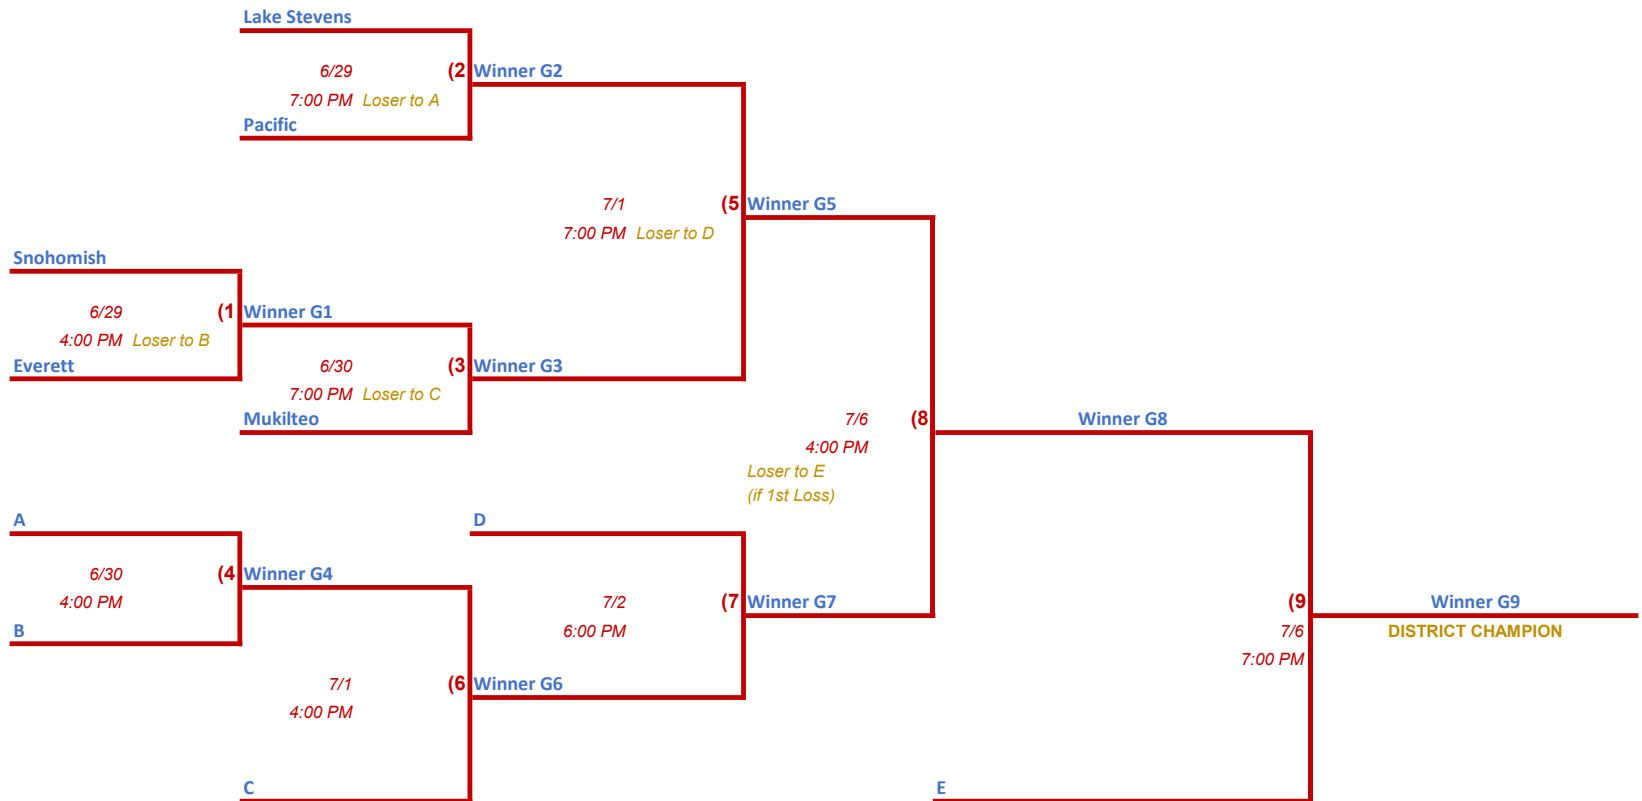 Lake Stevens
6/29 (2 Winner G2
7:00 PM Loser to A
Pacific
7/1 (5 Winner G5
7:00 PM Loser to D
Snohomish
6/29 (1 Winner G1
4:00 PM Loser to B
Everett
6/30 (3 Winner G3
7:00 PM Loser to C
Mukilteo
7/6 (8 Winner G8
4:00 PM
Loser to E
(if 1st Loss)
A
D
6/30 (4 Winner G4
4:00 PM
B
7/2 (7 Winner G7
6:00 PM
(9 Winner G9
7/6 DISTRICT CHAMPION
7:00 PM
7/1 (6 Winner G6
4:00 PM
C
E